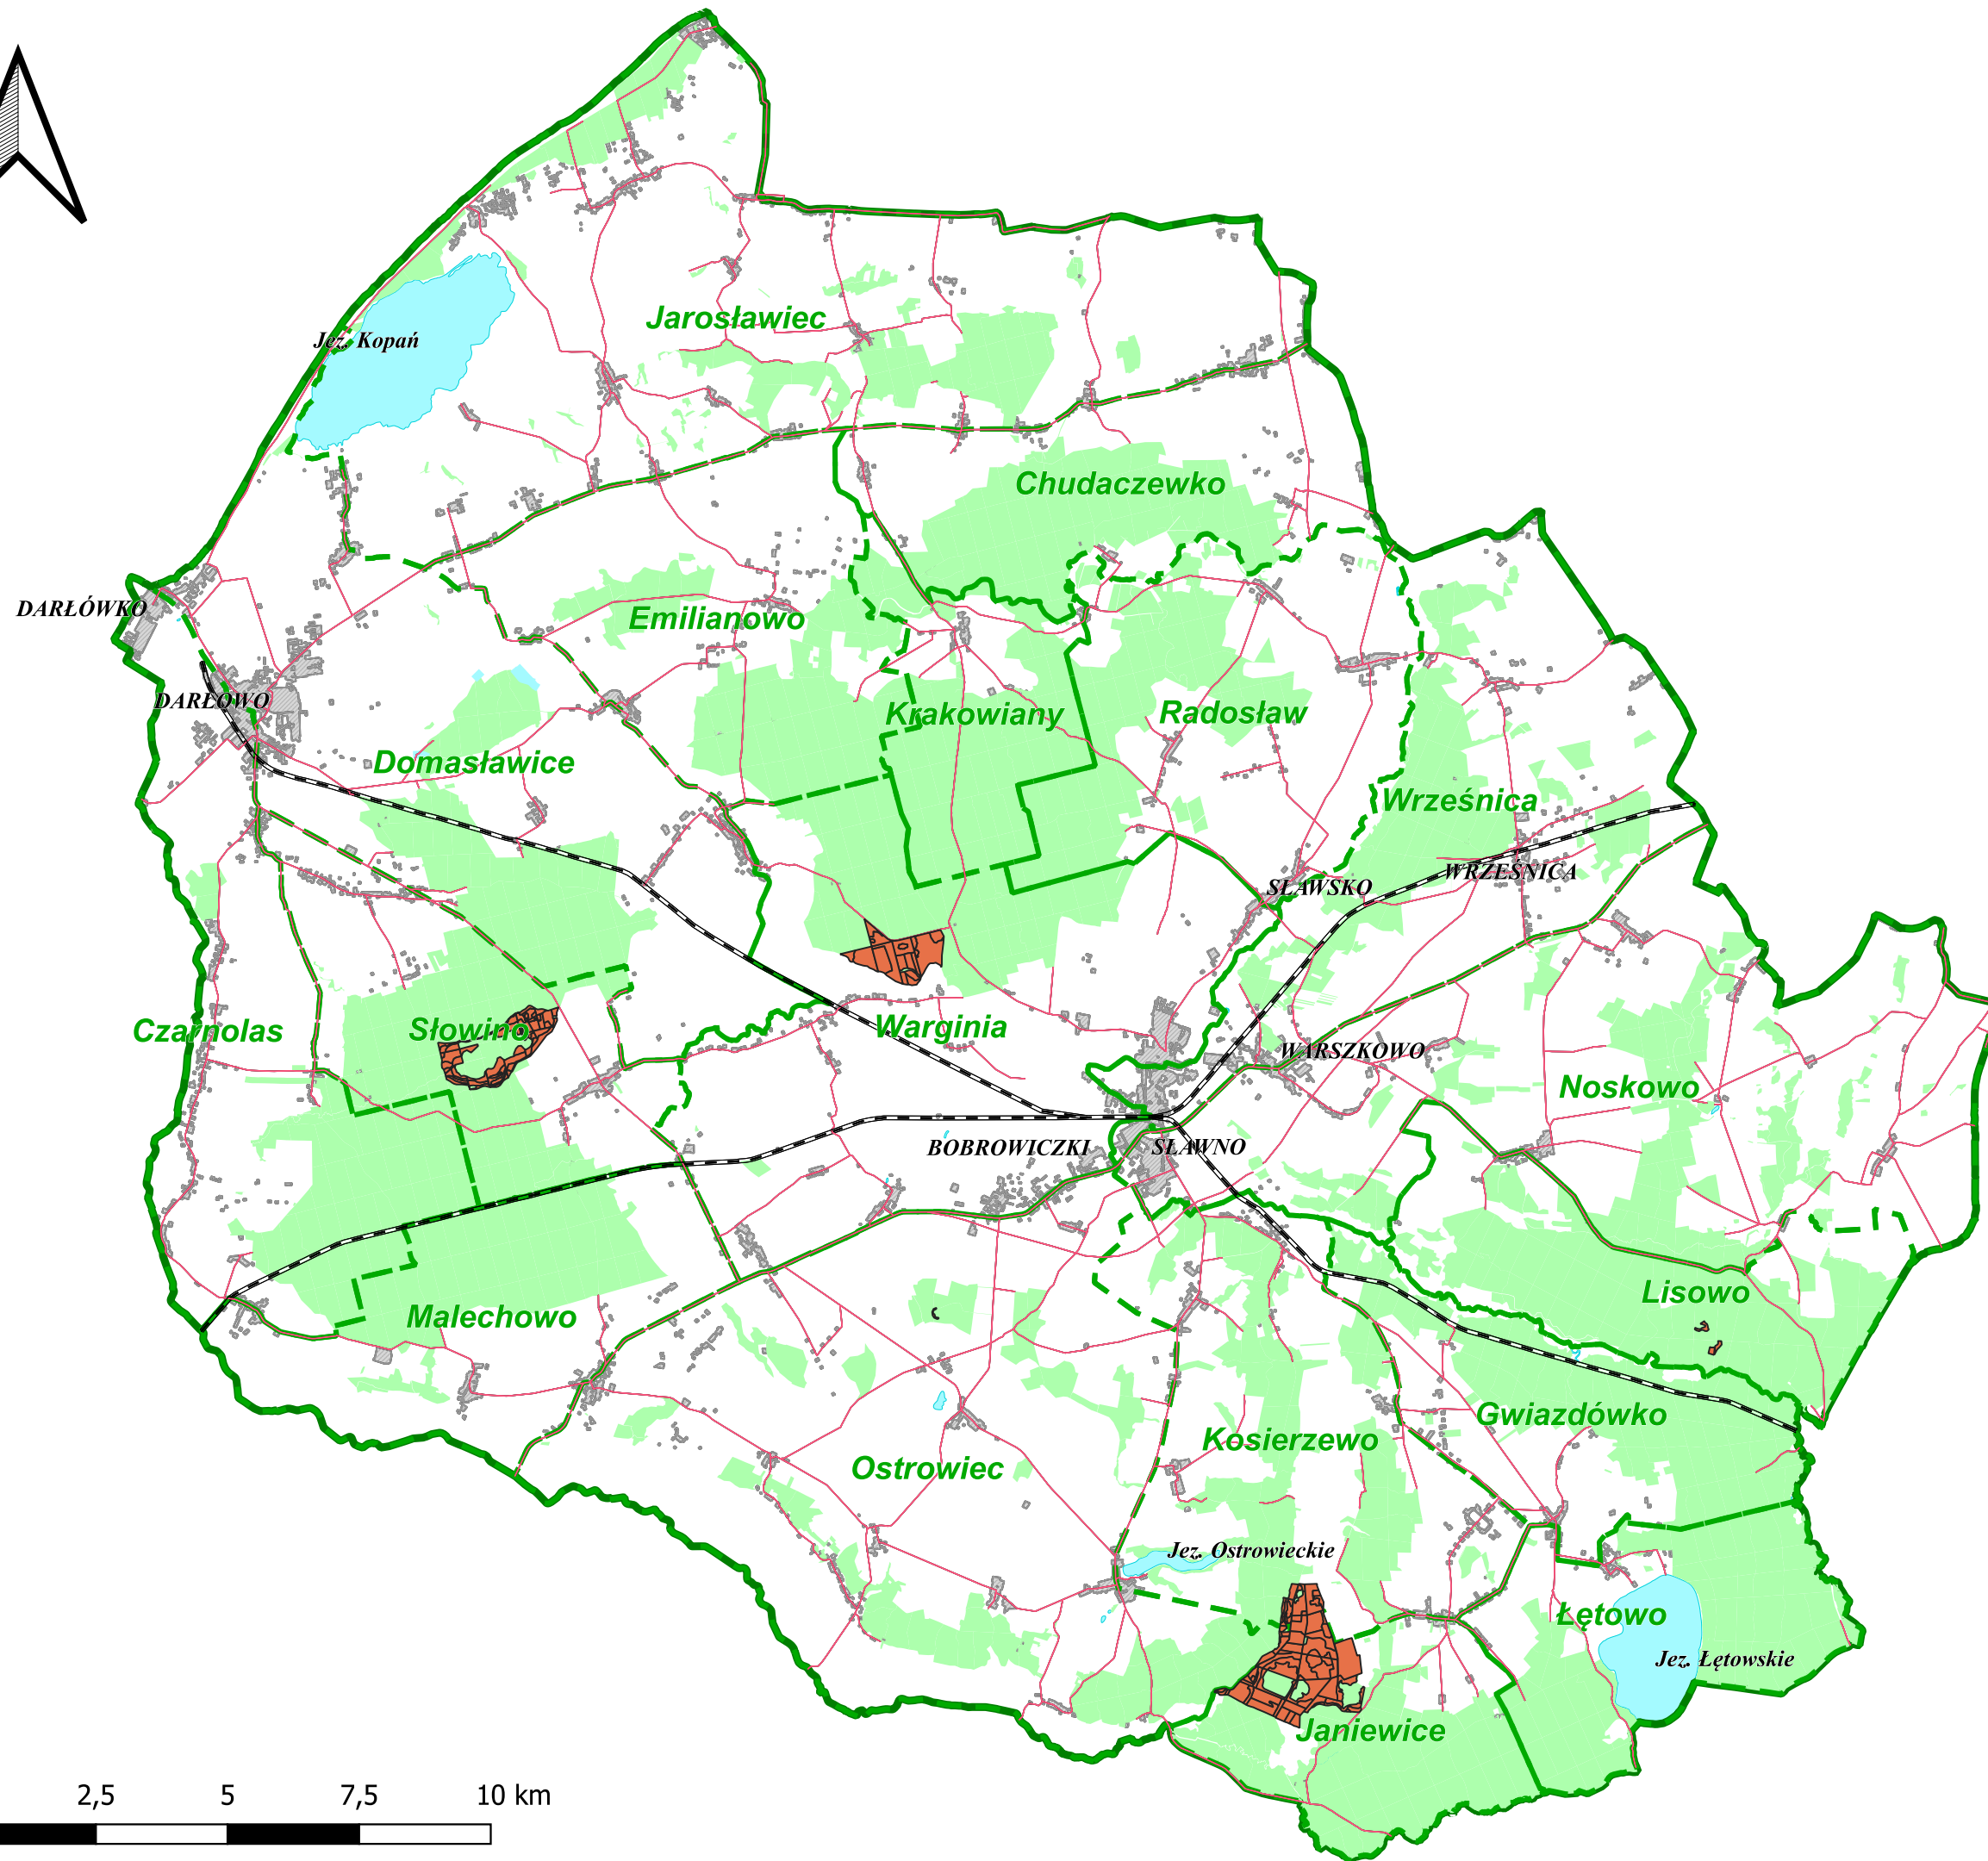 Jarosławiec
Jez. Kopań
Chudaczewko
DARŁÓWKO
Emilianowo
DARŁOWO
Krakowiany
Radosław
Domasławice
Wrześnica
WRZEŚNICA
SŁAWSKO
Czarnolas
Słowino
Warginia
WARSZKOWO
Noskowo
BOBROWICZKI
SŁAWNO
Lisowo
Malechowo
Gwiazdówko
Kosierzewo
Ostrowiec
Jez. Ostrowieckie
Łętowo
Jez. Łętowskie
Janiewice
2,5 5 7,5 10 km